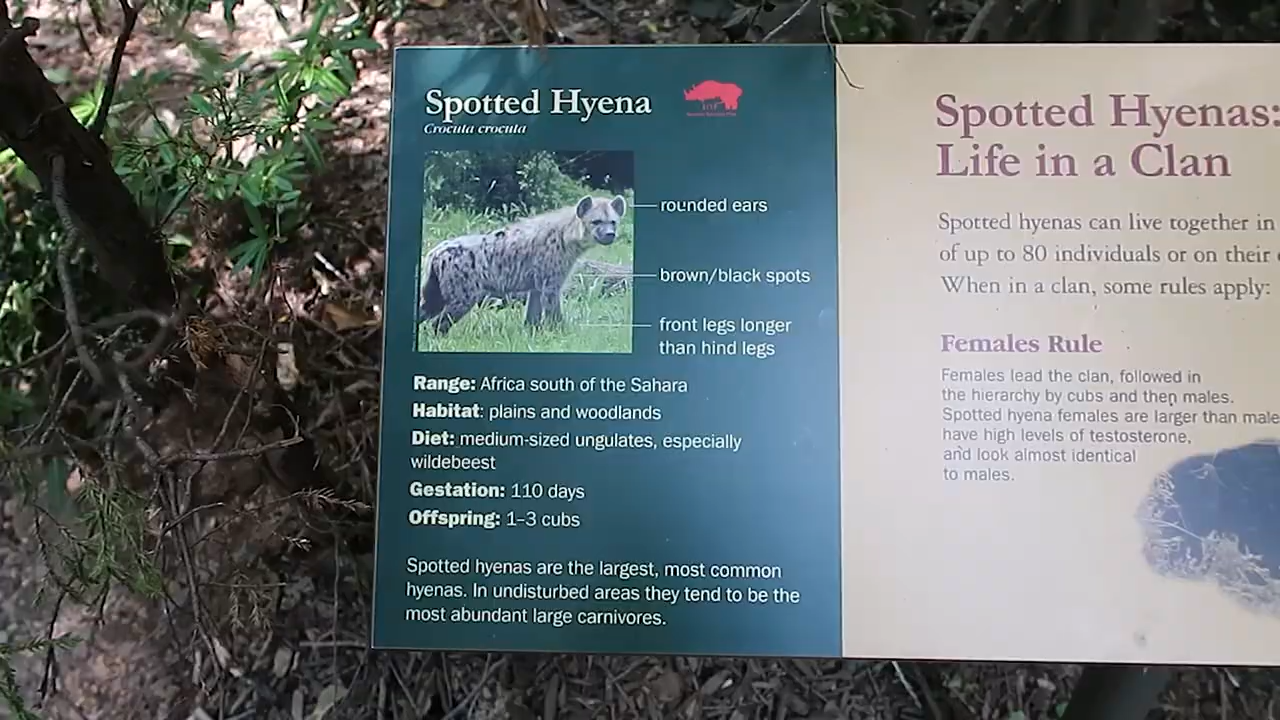 Spotted Hyena
Crocuta crocuta
rounded ears
brown/black spots
front legs longer
than hind legs
Range: Africa south of the Sahara
Habitat: plains and woodlands
Diet: medium-sized ungulates, especially
wildebeest
Gestation: 110 days
Offspring: 1–3 cubs
Spotted hyenas are the largest, most common
hyenas. In undisturbed areas they tend to be the
most abundant large carnivores.
Spotted Hyenas:
Life in a Clan
Spotted hyenas can live together in
of up to 80 individuals or on their
When in a clan, some rules apply:
Females Rule
Females lead the clan, followed in
the hierarchy by cubs and then males.
Spotted hyena females are larger than male
have high levels of testosterone,
and look almost identical
to males.